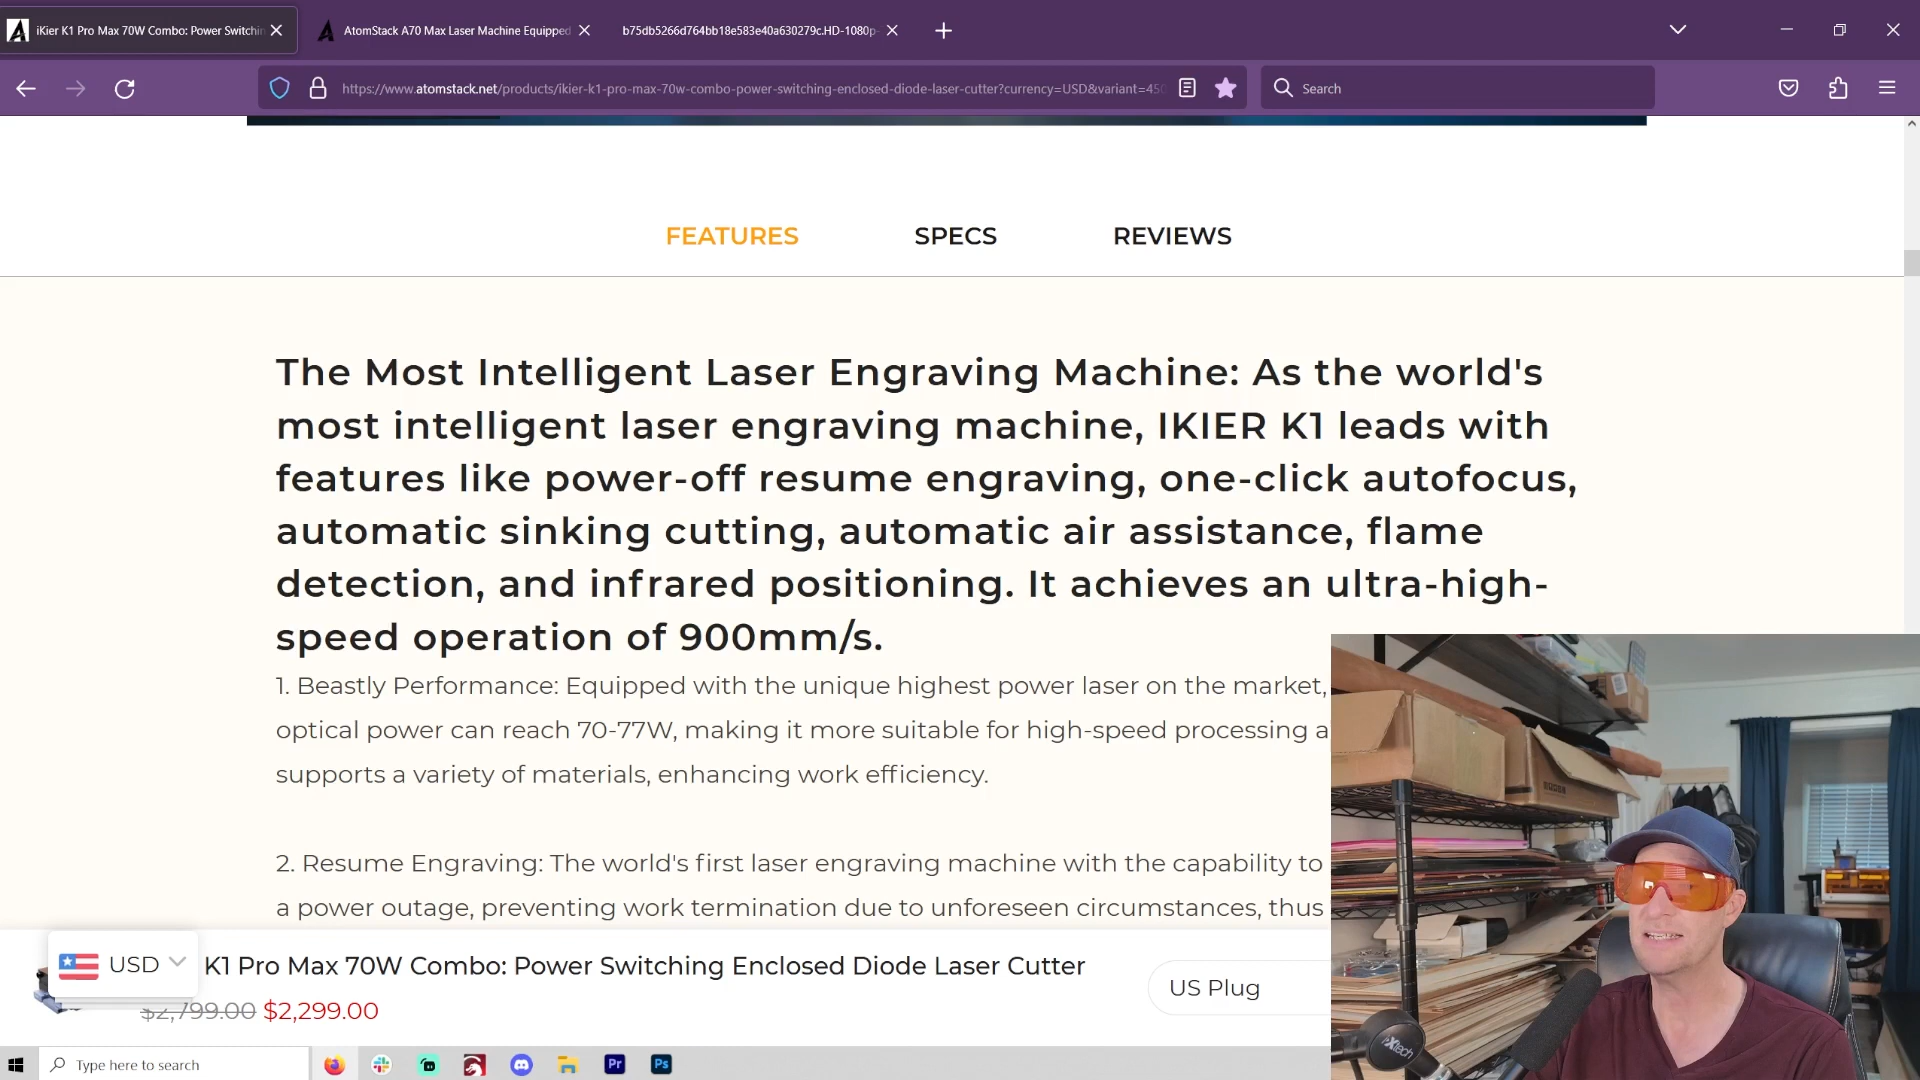 iKier K1 Pro Max 70W Combo: Power Switchin
AtomStack A70 Max Laser Machine Equipped
b75db5266d764bb18e583e40a630279c.HD-1080p-
https://www.atomstack.net/products/ikier-k1-pro-max-70w-combo-power-switching-enclosed-diode-laser-cutter?currency=USD&variant=450
Search
FEATURES
SPECS
REVIEWS
The Most Intelligent Laser Engraving Machine: As the world's
most intelligent laser engraving machine, IKIER K1 leads with
features like power-off resume engraving, one-click autofocus,
automatic sinking cutting, automatic air assistance, flame
detection, and infrared positioning. It achieves an ultra-high-
speed operation of 900mm/s.
1. Beastly Performance: Equipped with the unique highest power laser on the market,
optical power can reach 70-77W, making it more suitable for high-speed processing a
supports a variety of materials, enhancing work efficiency.
2. Resume Engraving: The world's first laser engraving machine with the capability to
a power outage, preventing work termination due to unforeseen circumstances, thus
USD
K1 Pro Max 70W Combo: Power Switching Enclosed Diode Laser Cutter
$2,799.00 $2,299.00
US Plug
Type here to search
Pr
Ps